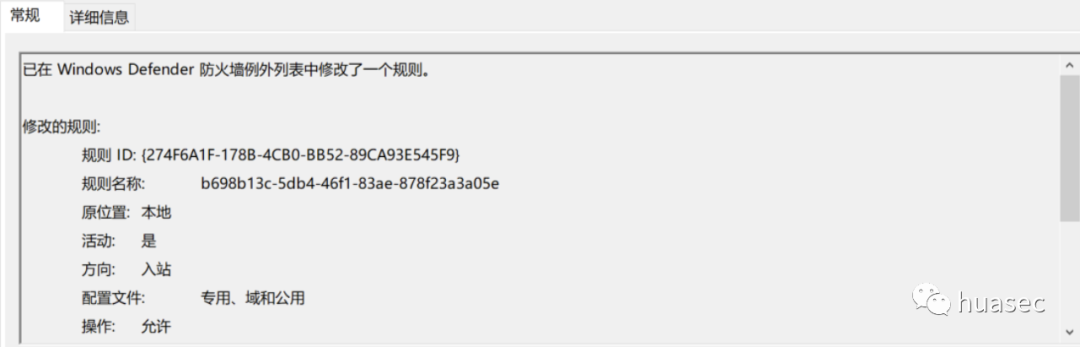 常规
详细信息
已在 Windows Defender 防火墙例外列表中修改了一个规则。
修改的规则:
规则 ID: {274F6A1F-178B-4CB0-BB52-89CA93E545F9}
规则名称: b698b13c-5db4-46f1-83ae-878f23a3a05e
原位置: 本地
活动: 是
方向: 入站
配置文件: 专用、域和公用
操作: 允许
huasec